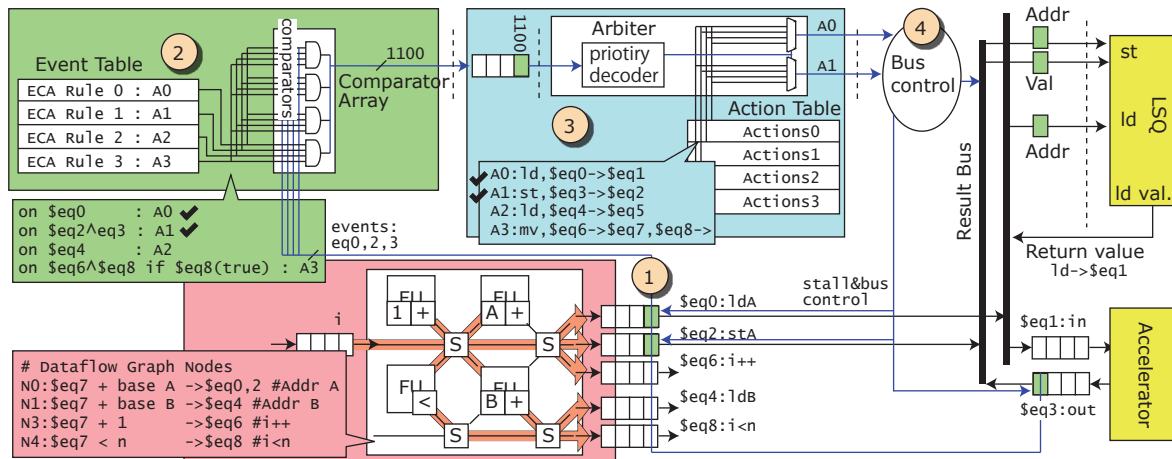 2
Event Table
ECA Rule 0 : A0
ECA Rule 1 : A1
ECA Rule 2 : A2
ECA Rule 3 : A3
comparators
1100
Comparator
Array
on $eq0 : A0
on $eq2^eq3 : A1
on $eq4 : A2
on $eq6^$eq8 if $eq8(true) : A3
events:
eq0,2,3
1100
Arbiter
priotiry
decoder
A0
A1
3
Action Table
Actions0
Actions1
Actions2
Actions3
A0:ld,$eq0->$eq1
A1:st,$eq3->$eq2
A2:ld,$eq4->$eq5
A3:mv,$eq6->$eq7,$eq8->
4
Bus
control
Result Bus
Addr
Val
Addr
st
ld
LSQ
ld val.
Return value
ld->$eq1
stall&bus
control
1
i
FU
1 +
FU
A +
S
S
FU
<
FU
B +
S
S
$eq0:ldA
$eq2:stA
$eq6:i++
$eq4:ldB
$eq8:i<n
$eq1:in
$eq3:out
Accelerator
# Dataflow Graph Nodes
N0:$eq7 + base A ->$eq0,2 #Addr A
N1:$eq7 + base B ->$eq4 #Addr B
N3:$eq7 + 1 ->$eq6 #i++
N4:$eq7 < n ->$eq8 #i<n